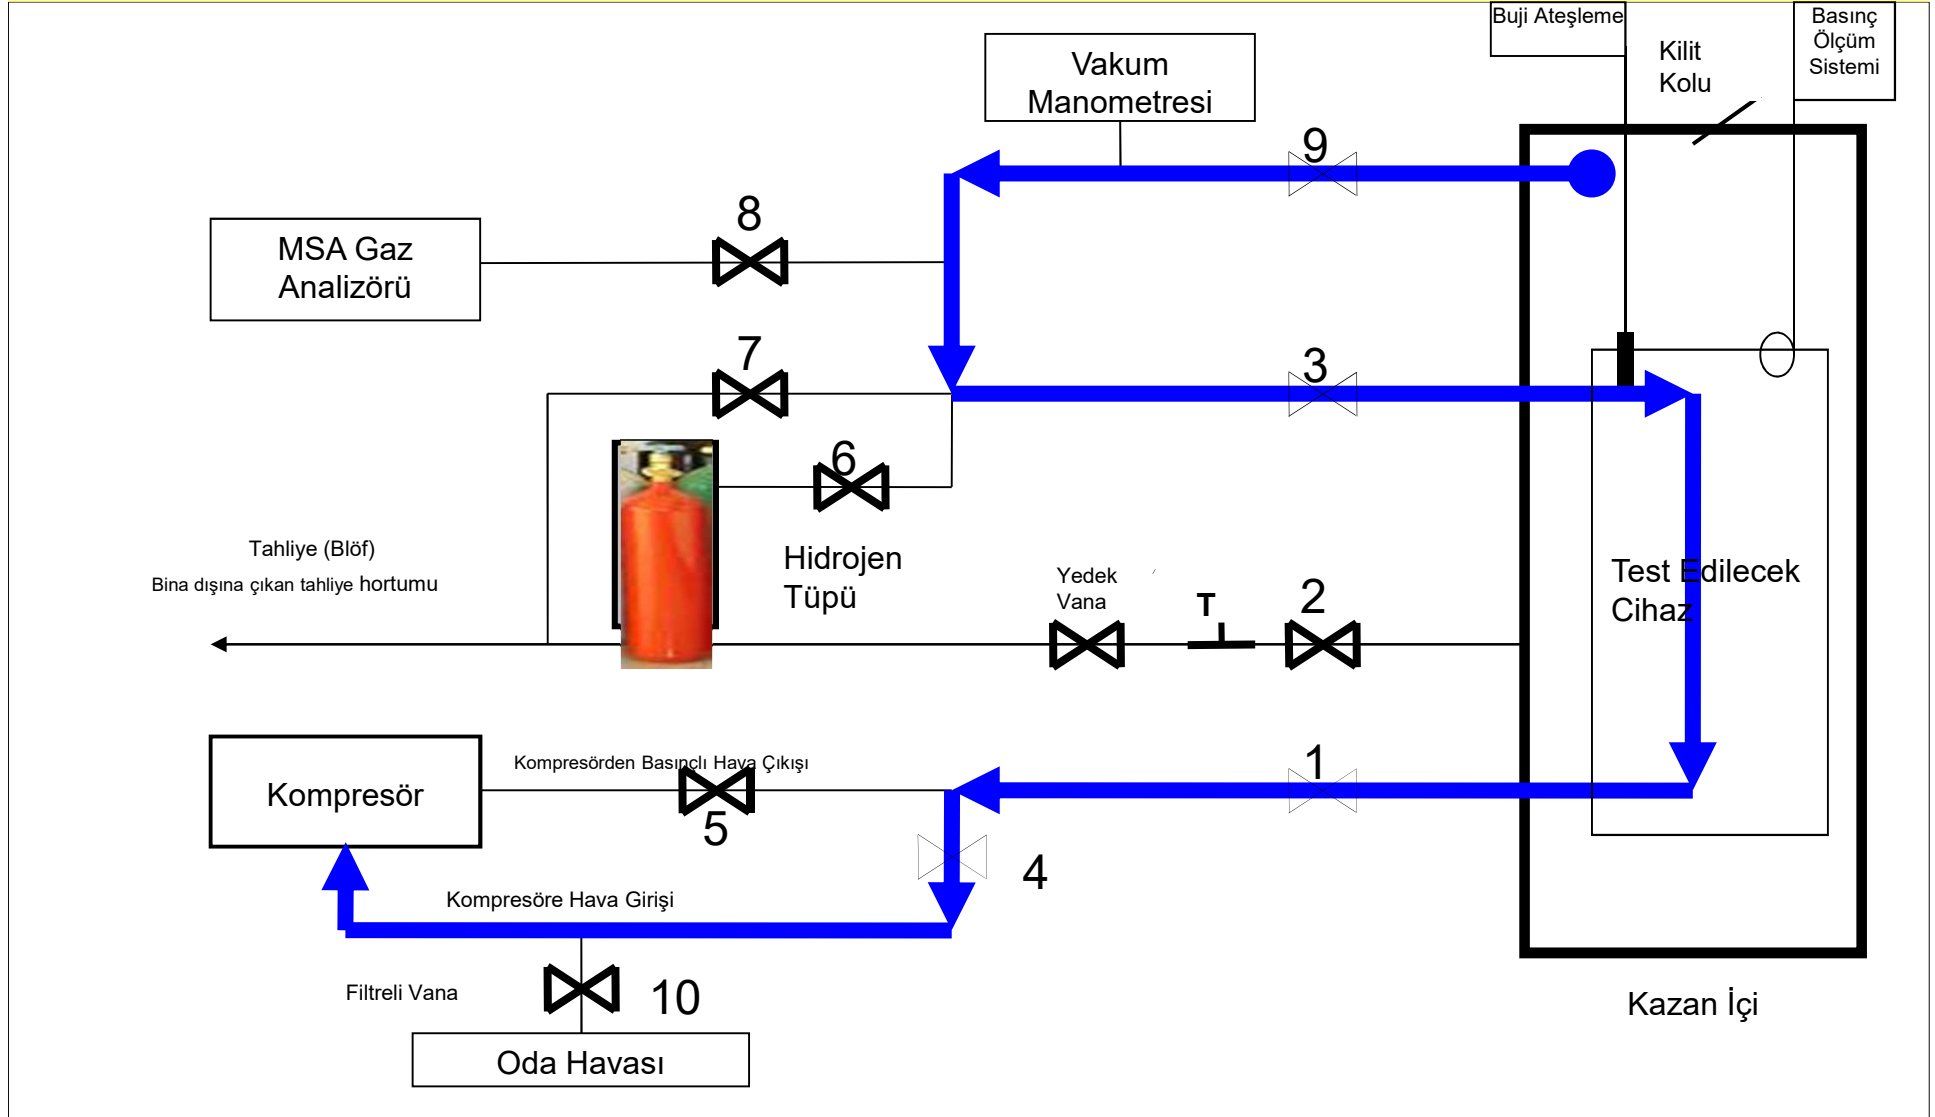 Buji Ateşleme
Basınç
Ölçüm
Sistemi
Kilit
Kolu
Vakum
Manometresi
9
8
MSA Gaz
Analizörü
7
3
6
Tahliye (Blöf)
Bina dışına çıkan tahliye hortumu
Hidrojen
Tüpü
Yedek
Vana
T
2
Test Edilecek
Cihaz
Kompresör
Kompresörden Basınçlı Hava Çıkışı
5
1
4
Kompresöre Hava Girişi
Filtreli Vana
10
Oda Havası
Kazan İçi